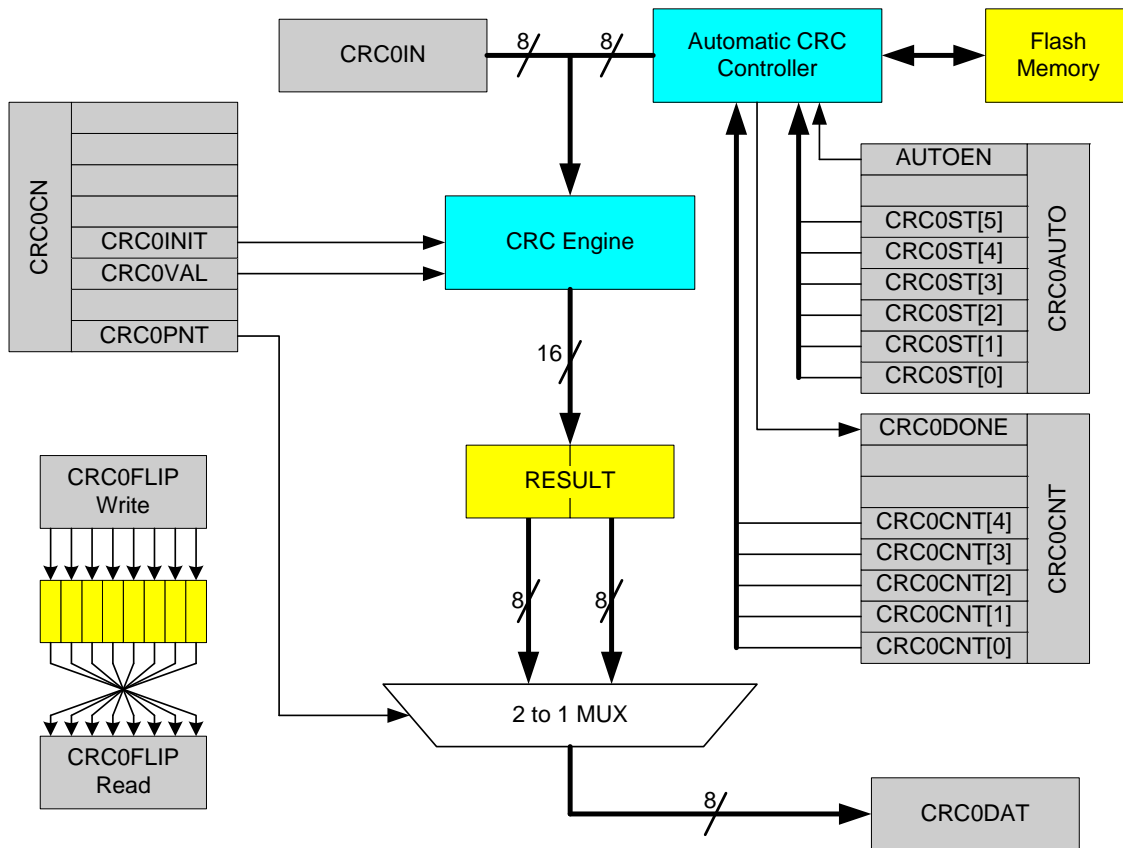 CRC0IN
8
8
Automatic CRC
Controller
Flash
Memory
CRC0CN
CRC0INIT
CRC0VAL
CRC0PNT
CRC Engine
AUTOEN
CRC0ST[5]
CRC0ST[4]
CRC0ST[3]
CRC0ST[2]
CRC0ST[1]
CRC0ST[0]
CRC0AUTO
16
CRC0DONE
CRC0CNT[4]
CRC0CNT[3]
CRC0CNT[2]
CRC0CNT[1]
CRC0CNT[0]
CRC0CNT
RESULT
8
8
CRC0FLIP
Write
CRC0FLIP
Read
2 to 1 MUX
8
CRC0DAT